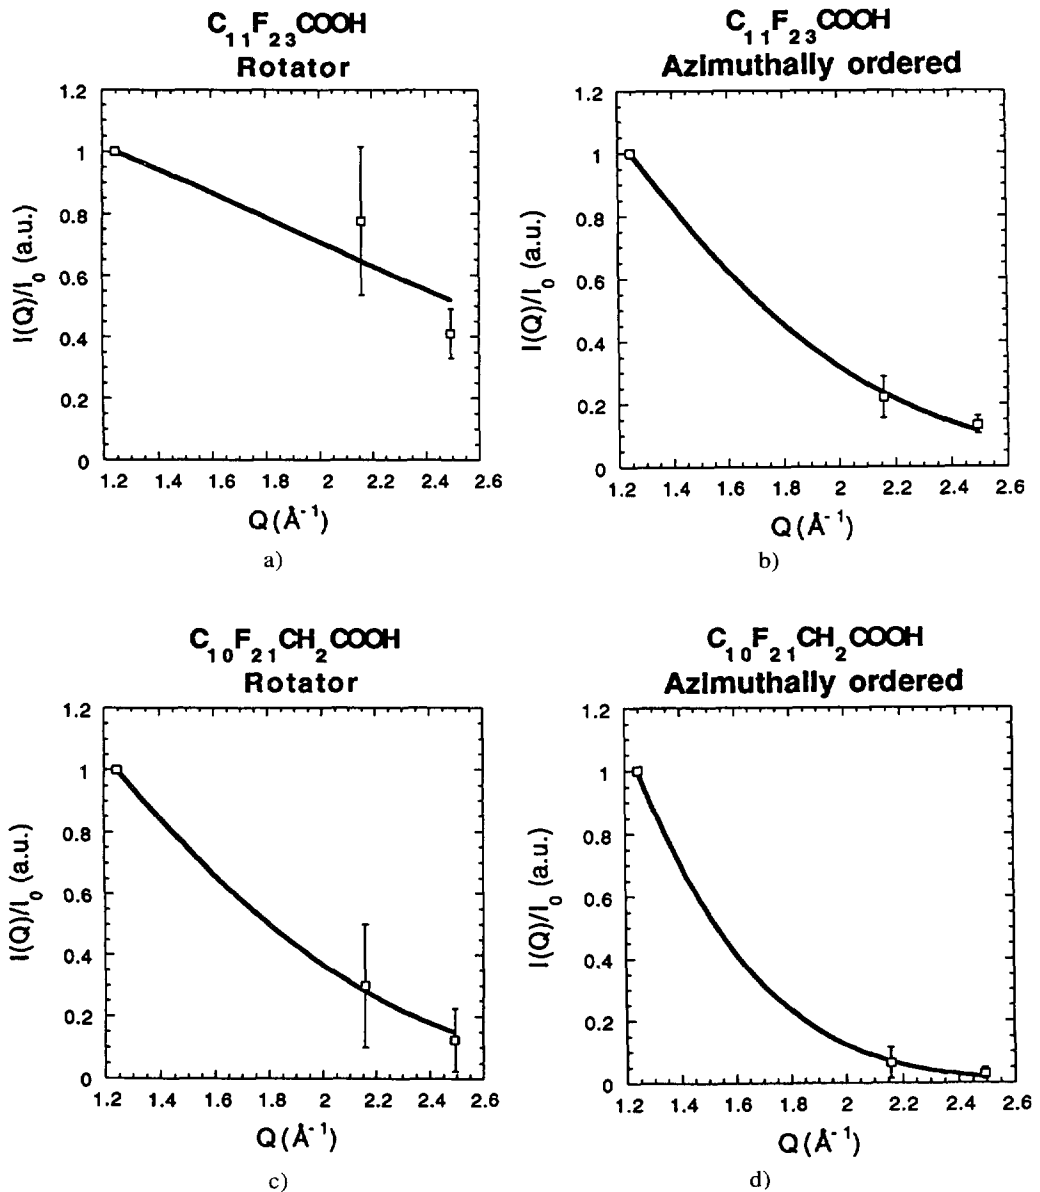 C11F23COOH
Rotator
1.2
1
0.8
0.6
0.4
0.2
0
I(Q)/I0 (a.u.)
1.2 1.4 1.6 1.8 2 2.2 2.4 2.6
Q (Å-1)
a)
C11F23COOH
Azimuthally ordered
1.2
1
0.8
0.6
0.4
0.2
0
I(Q)/I0 (a.u.)
1.2 1.4 1.6 1.8 2 2.2 2.4 2.6
Q (Å-1)
b)
C10F21CH2COOH
Rotator
1.2
1
0.8
0.6
0.4
0.2
0
I(Q)/I0 (a.u.)
1.2 1.4 1.6 1.8 2 2.2 2.4 2.6
Q (Å-1)
c)
C10F21CH2COOH
Azimuthally ordered
1.2
1
0.8
0.6
0.4
0.2
0
I(Q)/I0 (a.u.)
1.2 1.4 1.6 1.8 2 2.2 2.4 2.6
Q (Å-1)
d)